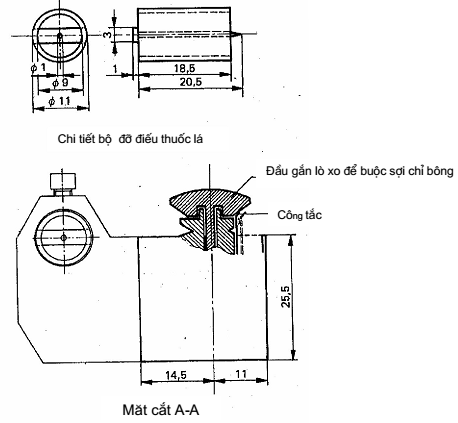 3
ϕ 1
1
18,5
ϕ 9
20,5
ϕ 11
Chi tiết bộ đỡ điếu thuốc lá
Đầu gắn lò xo để buộc sợi chỉ bông
Công tắc
25,5
14,5
11
Mặt cắt A-A